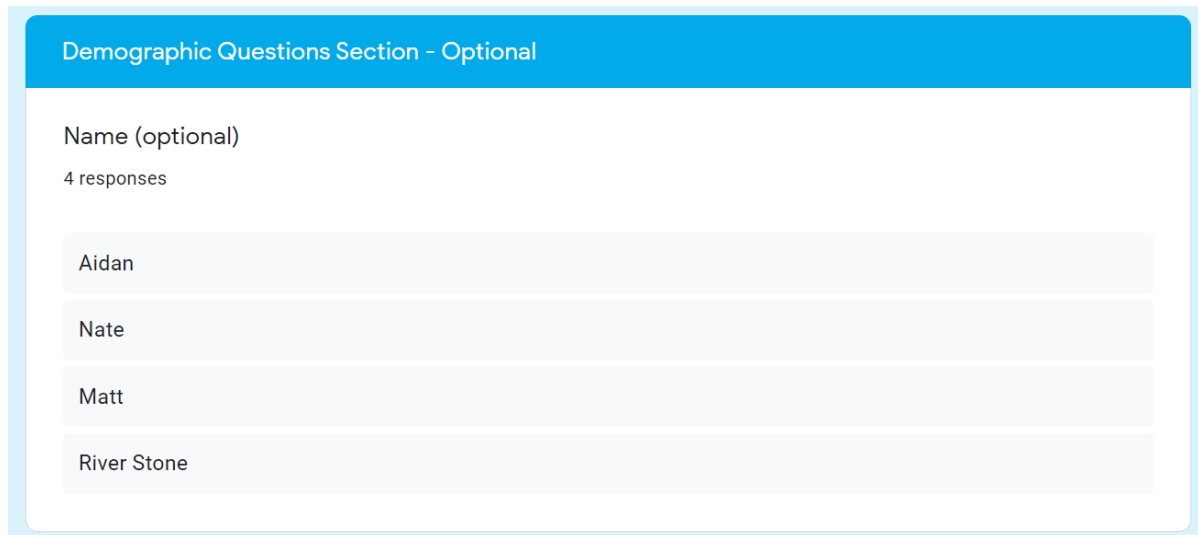 Demographic Questions Section - Optional
Name (optional)
4 responses
Aidan
Nate
Matt
River Stone